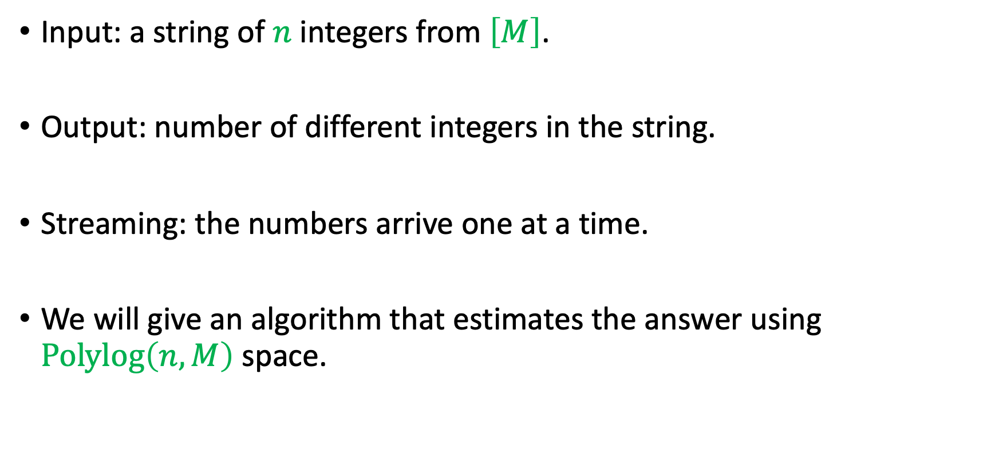 • Input: a string of n integers from [M].
• Output: number of different integers in the string.
• Streaming: the numbers arrive one at a time.
• We will give an algorithm that estimates the answer using
Polylog(n, M) space.